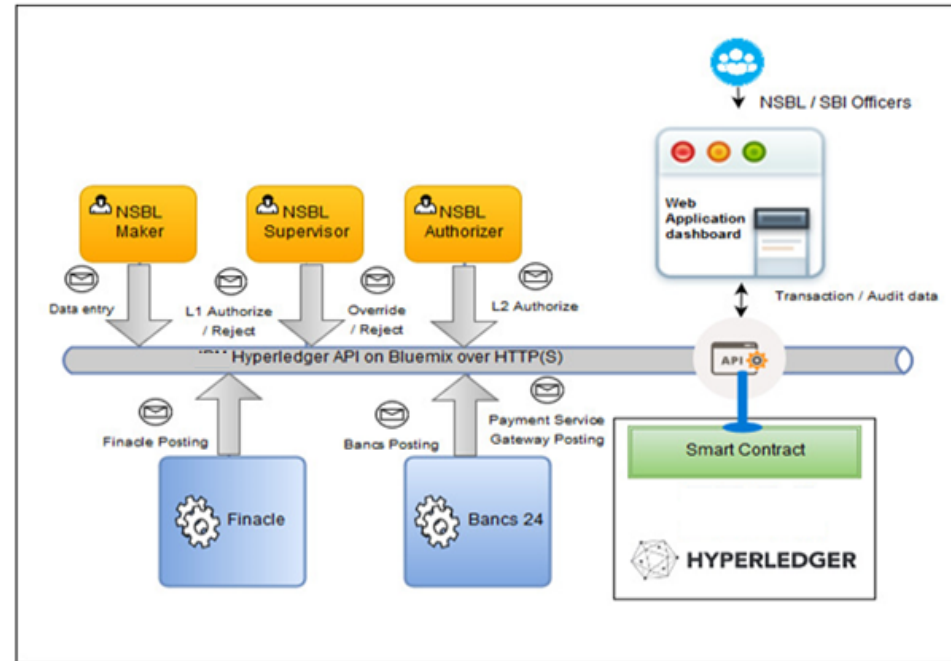 NSBL / SBI Officers
Web
Application
dashboard
NSBL
Maker
NSBL
Supervisor
NSBL
Authorizer
Data entry
L1 Authorize
/ Reject
Override
/ Reject
L2 Authorize
Transaction / Audit data
Hyperledger API on Bluemix over HTTP(S)
API
Finacle Posting
Bancs Posting
Payment Service
Gateway Posting
Smart Contract
Finacle
Bancs 24
HYPERLEDGER